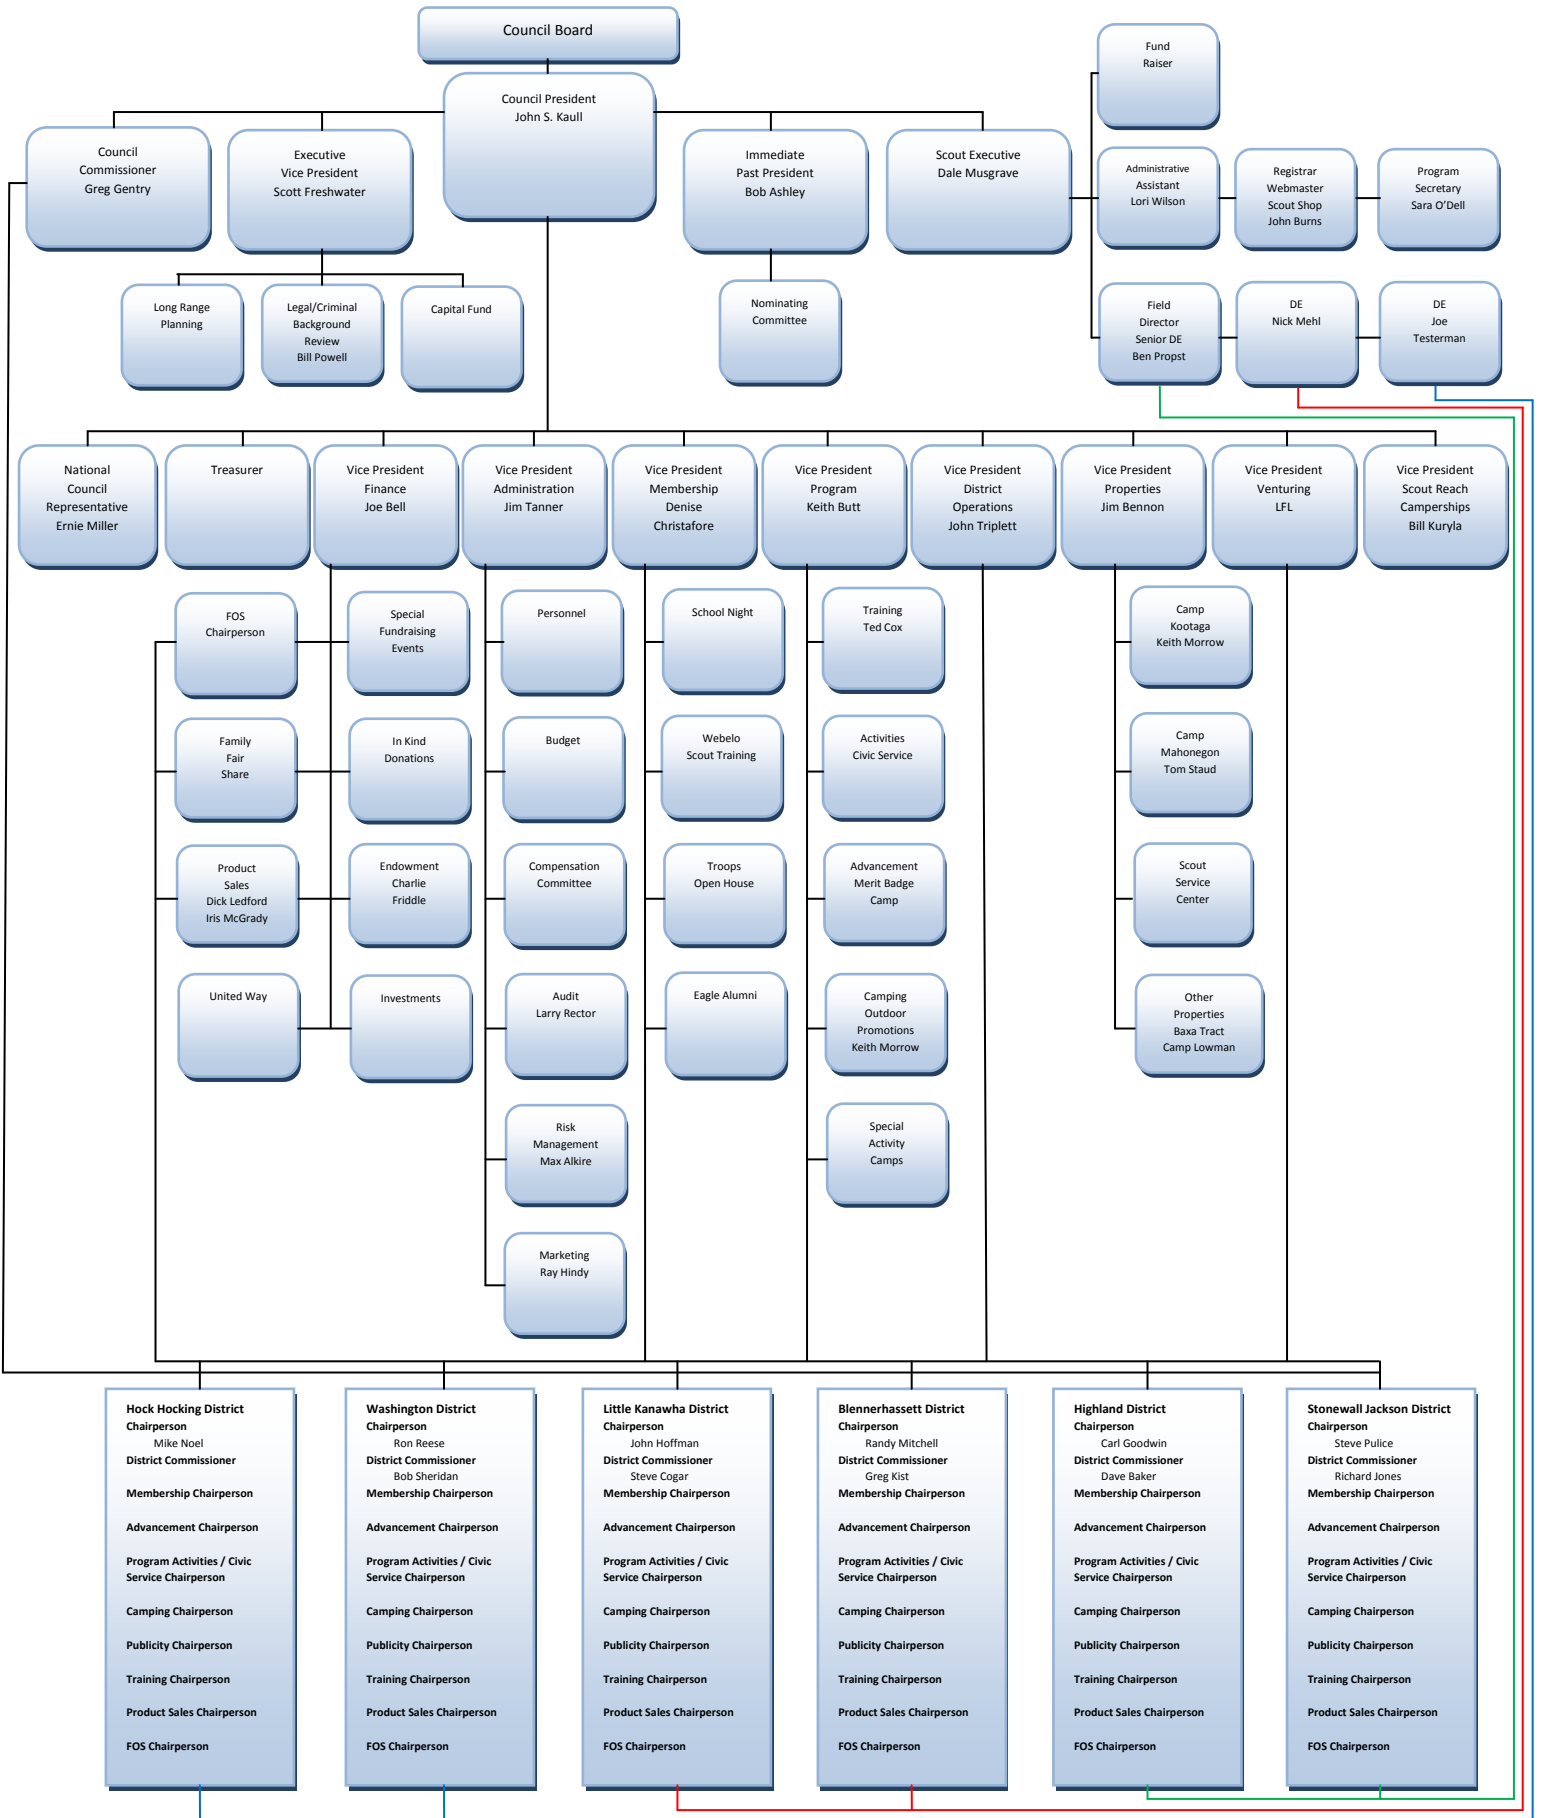 Council Board
Council President
John S. Kaull
Council
Commissioner
Greg Gentry
Executive
Vice President
Scott Freshwater
Immediate
Past President
Bob Ashley
Scout Executive
Dale Musgrave
Fund
Raiser
Administrative
Assistant
Lori Wilson
Registrar
Webmaster
Scout Shop
John Burns
Program
Secretary
Sara O’Dell
Long Range
Planning
Legal/Criminal
Background
Review
Bill Powell
Capital Fund
Nominating
Committee
Field
Director
Senior DE
Ben Propst
DE
Nick Mehl
DE
Joe
Testerman
National
Council
Representative
Ernie Miller
Treasurer
Vice President
Finance
Joe Bell
Vice President
Administration
Jim Tanner
Vice President
Membership
Denise
Christafore
Vice President
Program
Keith Butt
Vice President
District
Operations
John Triplett
Vice President
Properties
Jim Bennon
Vice President
Venturing
LFL
Vice President
Scout Reach
Camperships
Bill Kuryla
FOS
Chairperson
Special
Fundraising
Events
Personnel
School Night
Training
Ted Cox
Camp
Kootaga
Keith Morrow
Family
Fair
Share
In Kind
Donations
Budget
Webelo
Scout Training
Activities
Civic Service
Camp
Mahonegon
Tom Staud
Product
Sales
Dick Ledford
Iris McGrady
Endowment
Charlie
Friddle
Compensation
Committee
Troops
Open House
Advancement
Merit Badge
Camp
Scout
Service
Center
United Way
Investments
Audit
Larry Rector
Eagle Alumni
Camping
Outdoor
Promotions
Keith Morrow
Other
Properties
Baxa Tract
Camp Lowman
Risk
Management
Max Alkire
Special
Activity
Camps
Marketing
Ray Hindy
Hock Hocking District
Chairperson
Mike Noel
District Commissioner
Membership Chairperson
Advancement Chairperson
Program Activities / Civic
Service Chairperson
Camping Chairperson
Publicity Chairperson
Training Chairperson
Product Sales Chairperson
FOS Chairperson
Washington District
Chairperson
Ron Reese
District Commissioner
Bob Sheridan
Membership Chairperson
Advancement Chairperson
Program Activities / Civic
Service Chairperson
Camping Chairperson
Publicity Chairperson
Training Chairperson
Product Sales Chairperson
FOS Chairperson
Little Kanawha District
Chairperson
John Hoffman
District Commissioner
Steve Cogar
Membership Chairperson
Advancement Chairperson
Program Activities / Civic
Service Chairperson
Camping Chairperson
Publicity Chairperson
Training Chairperson
Product Sales Chairperson
FOS Chairperson
Blennerhassett District
Chairperson
Randy Mitchell
District Commissioner
Greg Kist
Membership Chairperson
Advancement Chairperson
Program Activities / Civic
Service Chairperson
Camping Chairperson
Publicity Chairperson
Training Chairperson
Product Sales Chairperson
FOS Chairperson
Highland District
Chairperson
Carl Goodwin
District Commissioner
Dave Baker
Membership Chairperson
Advancement Chairperson
Program Activities / Civic
Service Chairperson
Camping Chairperson
Publicity Chairperson
Training Chairperson
Product Sales Chairperson
FOS Chairperson
Stonewall Jackson District
Chairperson
Steve Pulice
District Commissioner
Richard Jones
Membership Chairperson
Advancement Chairperson
Program Activities / Civic
Service Chairperson
Camping Chairperson
Publicity Chairperson
Training Chairperson
Product Sales Chairperson
FOS Chairperson